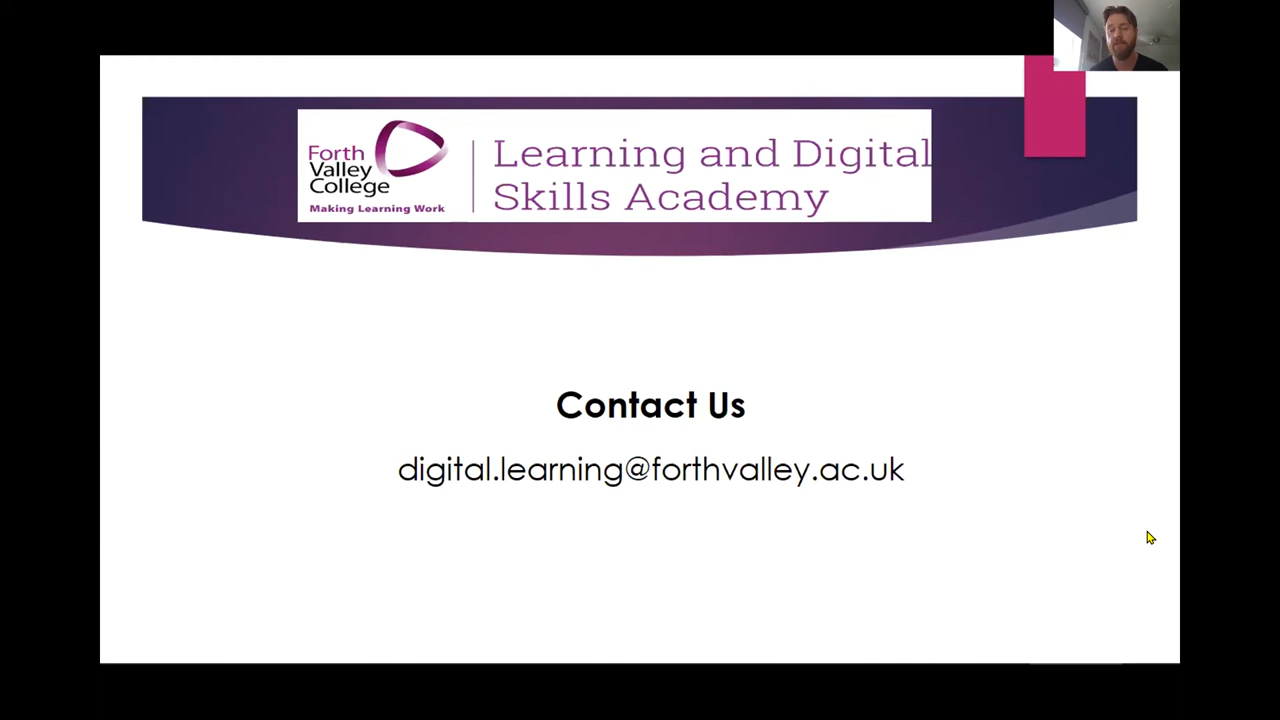 Forth
Valley
College
Making Learning Work
Learning and Digital
Skills Academy
Contact Us
digital.learning@forthvalley.ac.uk